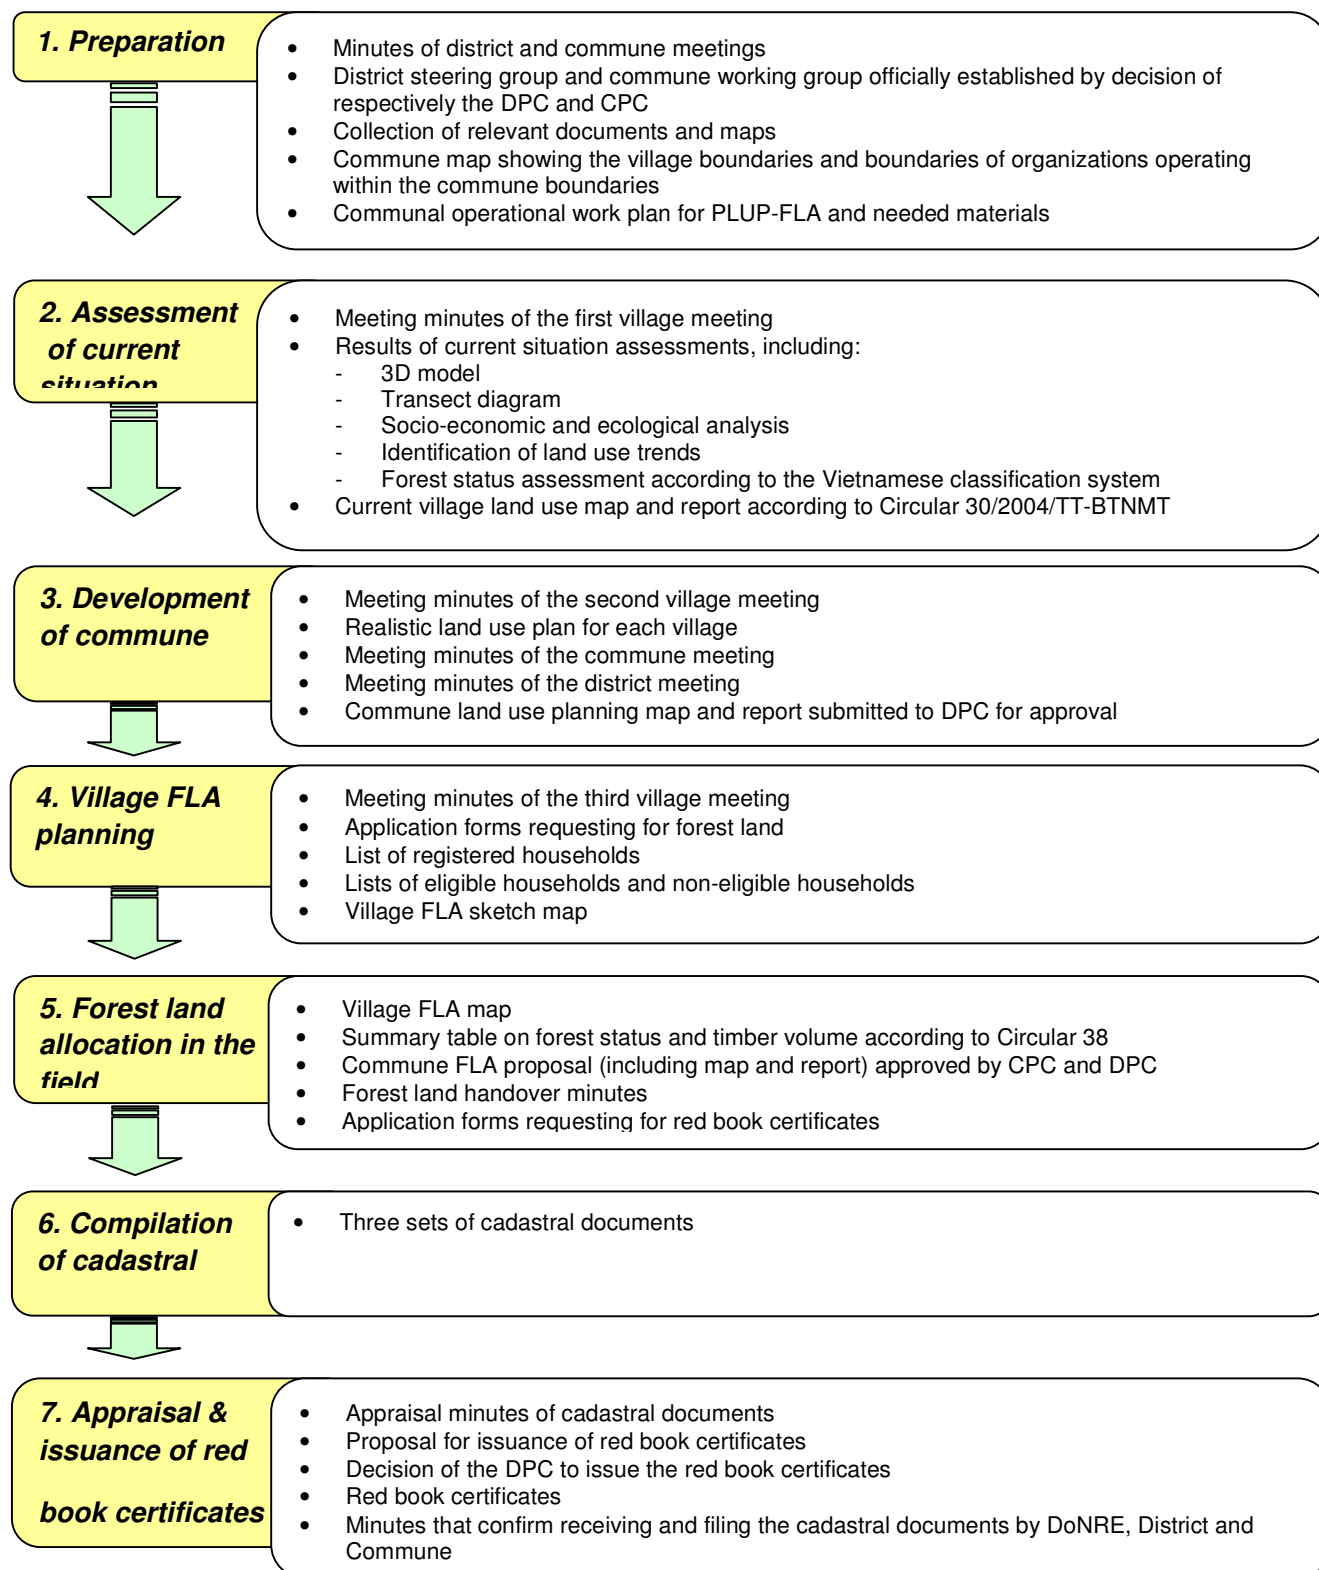 1. Preparation
• Minutes of district and commune meetings
• District steering group and commune working group officially established by decision of
respectively the DPC and CPC
• Collection of relevant documents and maps
• Commune map showing the village boundaries and boundaries of organizations operating
within the commune boundaries
• Communal operational work plan for PLUP-FLA and needed materials
2. Assessment
of current
situation
• Meeting minutes of the first village meeting
• Results of current situation assessments, including:
- 3D model
- Transect diagram
- Socio-economic and ecological analysis
- Identification of land use trends
- Forest status assessment according to the Vietnamese classification system
• Current village land use map and report according to Circular 30/2004/TT-BTNMT
3. Development
of commune
• Meeting minutes of the second village meeting
• Realistic land use plan for each village
• Meeting minutes of the commune meeting
• Meeting minutes of the district meeting
• Commune land use planning map and report submitted to DPC for approval
4. Village FLA
planning
• Meeting minutes of the third village meeting
• Application forms requesting for forest land
• List of registered households
• Lists of eligible households and non-eligible households
• Village FLA sketch map
5. Forest land
allocation in the
field
• Village FLA map
• Summary table on forest status and timber volume according to Circular 38
• Commune FLA proposal (including map and report) approved by CPC and DPC
• Forest land handover minutes
• Application forms requesting for red book certificates
6. Compilation
of cadastral
• Three sets of cadastral documents
7. Appraisal &
issuance of red
book certificates
• Appraisal minutes of cadastral documents
• Proposal for issuance of red book certificates
• Decision of the DPC to issue the red book certificates
• Red book certificates
• Minutes that confirm receiving and filing the cadastral documents by DoNRE, District and
Commune